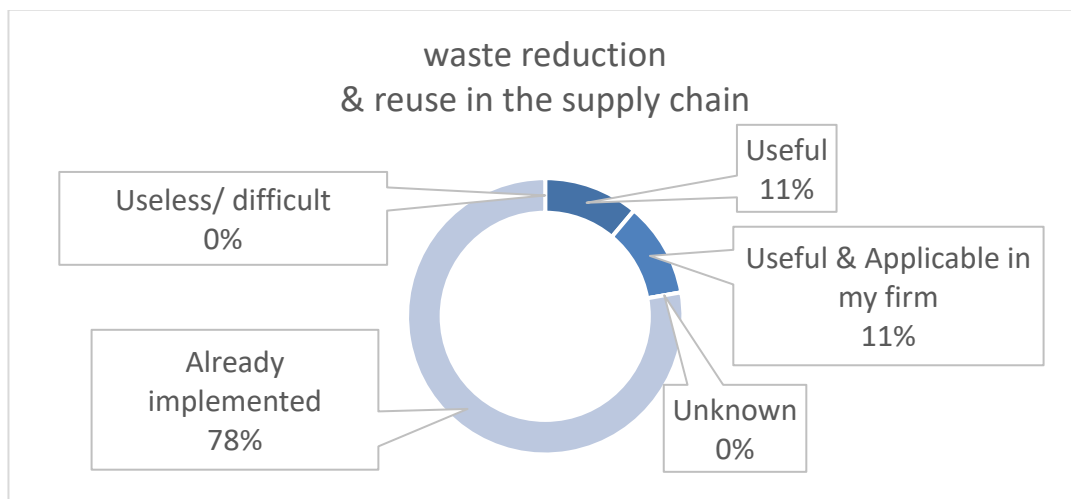 waste reduction
& reuse in the supply chain
Useful
11%
Useless/ difficult
0%
Useful & Applicable in
my firm
11%
Already
implemented
78%
Unknown
0%